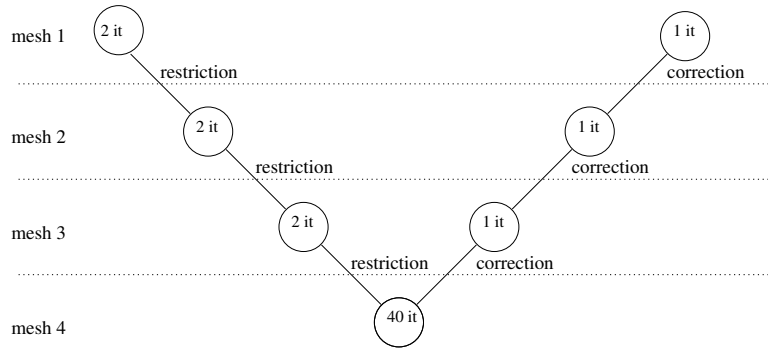 mesh 1 2 it 1 it
restriction correction
mesh 2 2 it 1 it
restriction correction
mesh 3 2 it 1 it
restriction correction
mesh 4 40 it